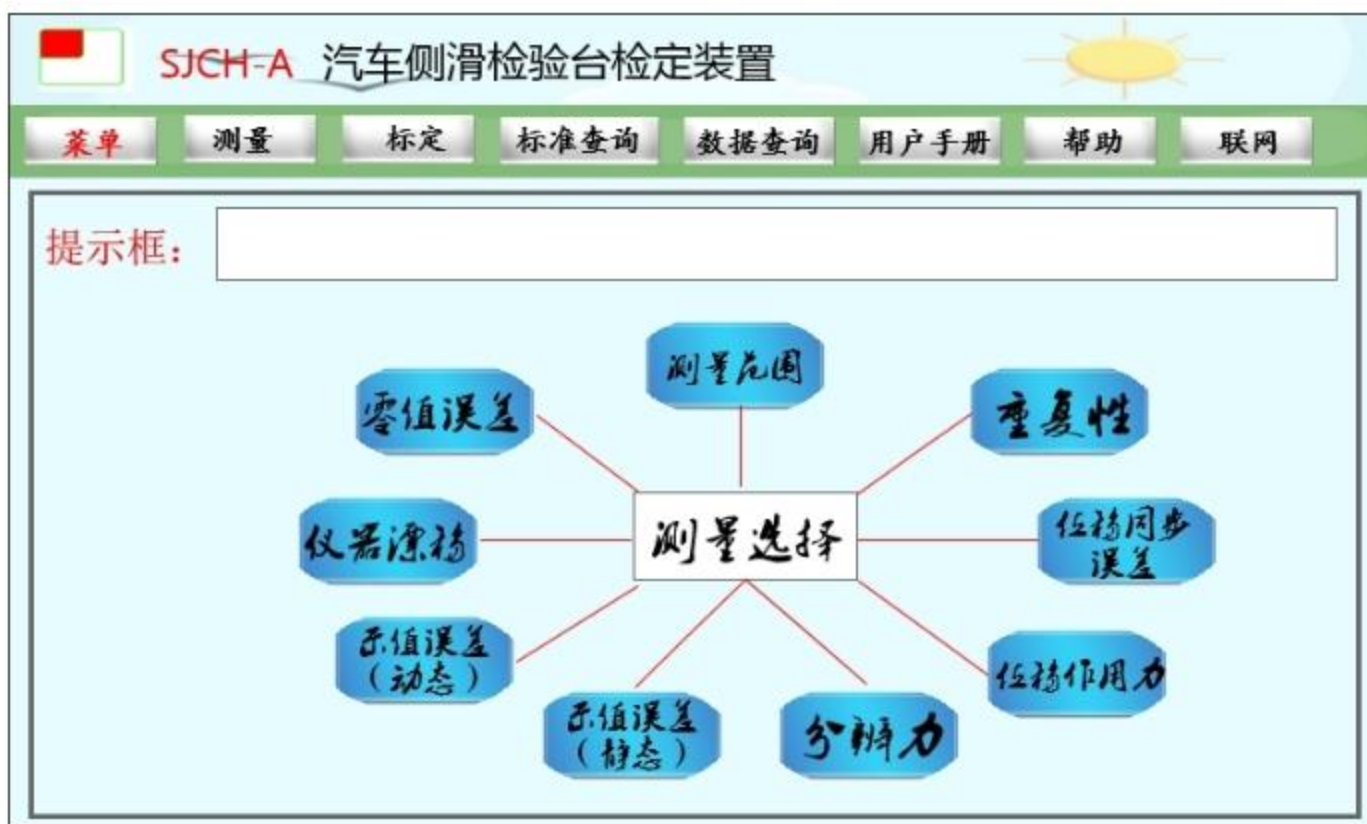 SJCH-A 汽车侧滑检验台检定装置
菜单 测量 标定 标准查询 数据查询 用户手册 帮助 联网
提示框：
测量范围
零值误差
重复性
仪器漂移
测量选择
位移同步
误差
示值误差
（动态）
位移作用力
示值误差
（静态）
分辨力